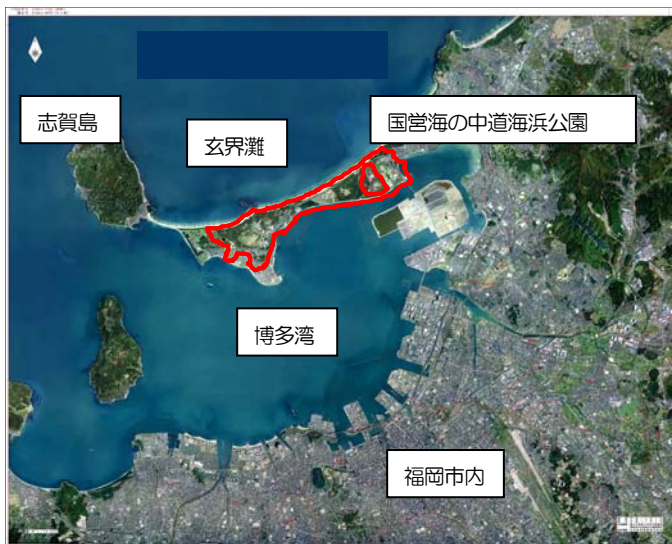 志賀島
玄界灘
国営海の中道海浜公園
博多湾
福岡市内